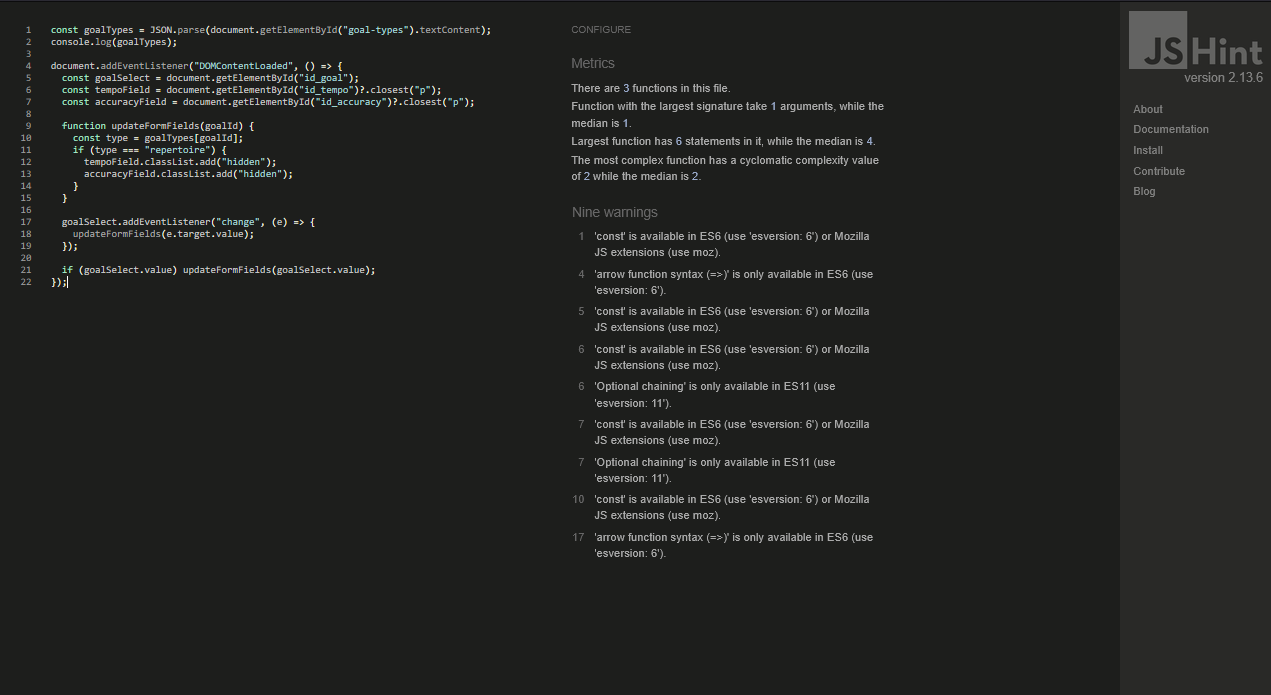 1 const goalTypes = JSON.parse(document.getElementById("goal-types").textContent);
2 console.log(goalTypes);
3
4 document.addEventListener("DOMContentLoaded", () => {
5 const goalSelect = document.getElementById("id_goal");
6 const tempoField = document.getElementById("id_tempo")?.closest("p");
7 const accuracyField = document.getElementById("id_accuracy")?.closest("p");
8
9 function updateFormFields(goalId) {
10 const type = goalTypes[goalId];
11 if (type === "repertoire") {
12 tempoField.classList.add("hidden");
13 accuracyField.classList.add("hidden");
14 }
15 }
16
17 goalSelect.addEventListener("change", (e) => {
18 updateFormFields(e.target.value);
19 });
20
21 if (goalSelect.value) updateFormFields(goalSelect.value);
22 });
CONFIGURE
Metrics
There are 3 functions in this file.
Function with the largest signature take 1 arguments, while the
median is 1.
Largest function has 6 statements in it, while the median is 4.
The most complex function has a cyclomatic complexity value
of 2 while the median is 2.
Nine warnings
1 'const' is available in ES6 (use 'esversion: 6') or Mozilla
JS extensions (use moz).
4 'arrow function syntax (=>)' is only available in ES6 (use
'esversion: 6').
5 'const' is available in ES6 (use 'esversion: 6') or Mozilla
JS extensions (use moz).
6 'const' is available in ES6 (use 'esversion: 6') or Mozilla
JS extensions (use moz).
6 'Optional chaining' is only available in ES11 (use
'esversion: 11').
7 'const' is available in ES6 (use 'esversion: 6') or Mozilla
JS extensions (use moz).
7 'Optional chaining' is only available in ES11 (use
'esversion: 11').
10 'const' is available in ES6 (use 'esversion: 6') or Mozilla
JS extensions (use moz).
17 'arrow function syntax (=>)' is only available in ES6 (use
'esversion: 6').
JSHint
version 2.13.6
About
Documentation
Install
Contribute
Blog